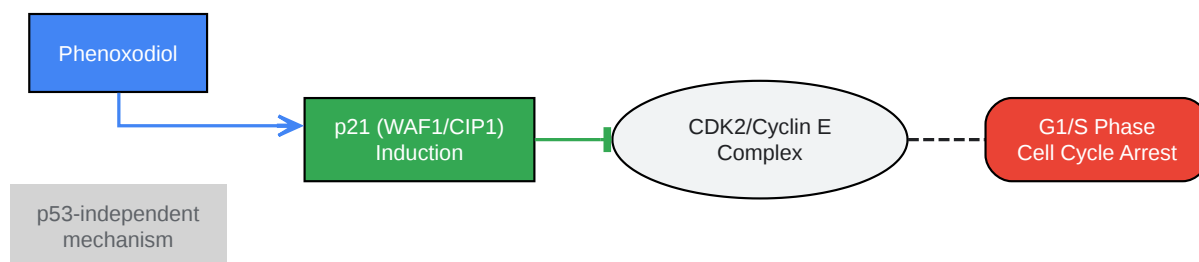 Phenoxodiol
p21 (WAF1/CIP1)
Induction
CDK2/Cyclin E
Complex
G1/S Phase
Cell Cycle Arrest
p53-independent
mechanism